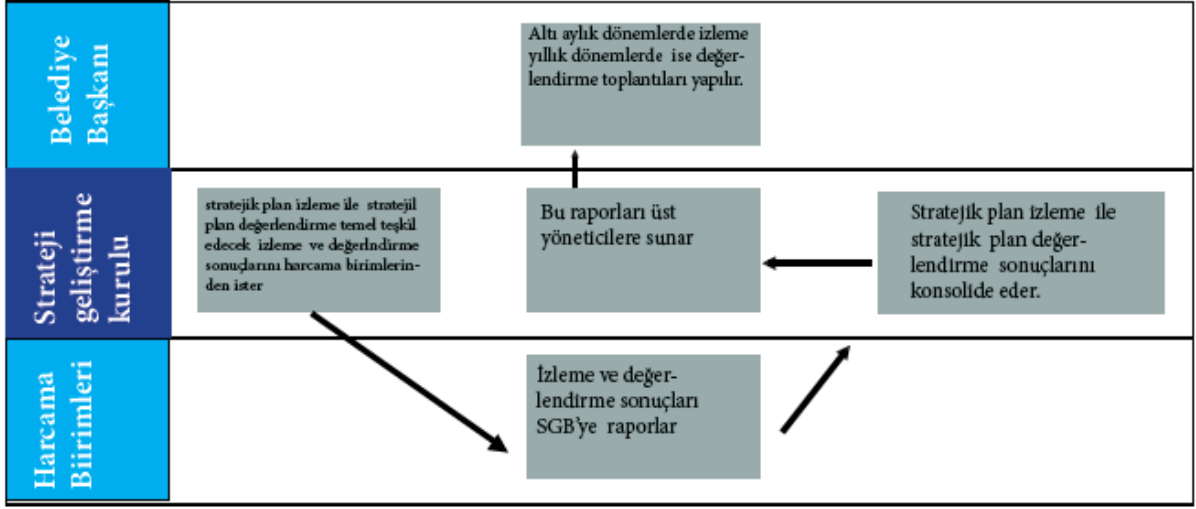 Belediye
Başkanı
Altı aylık dönemlerde izleme
yıllık dönemlerde ise değer-
lendirme toplantıları yapılır.
Strateji
geliştirme
kurulu
stratejik plan izleme ile stratejil
plan değerlendirme temel teşkil
edecek izleme ve değerlndirme
sonuçlarını harcama birimlerin-
den ister
Bu raporları üst
yöneticilere sunar
Stratejik plan izleme ile
stratejik plan değer-
lendirme sonuçlarını
konsolide eder.
Harcama
Biirimleri
İzleme ve değer-
lendirme sonuçları
SGB'ye raporlar